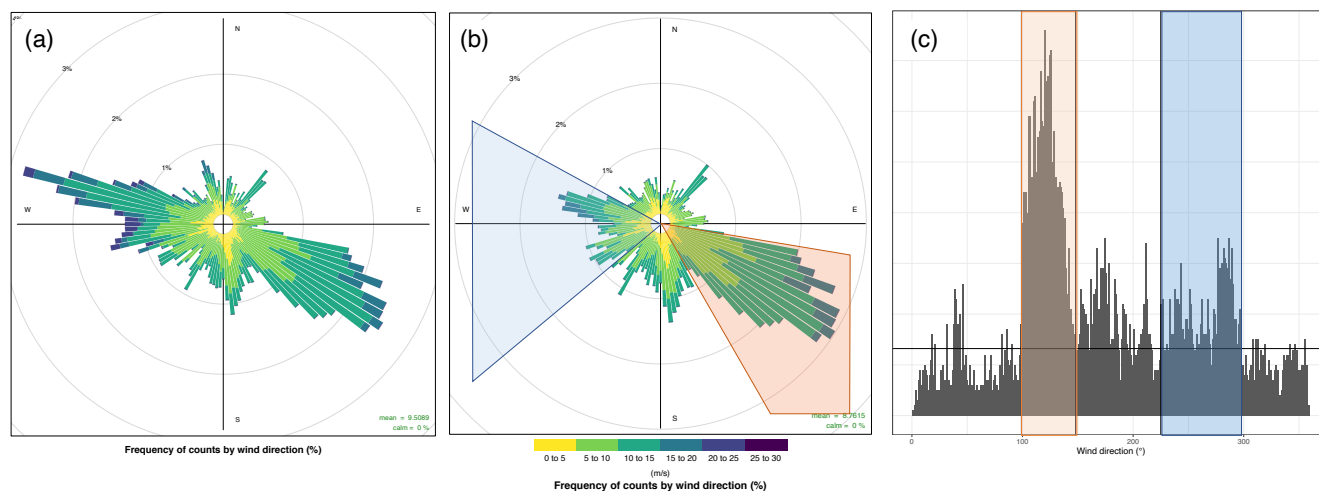 (a)
N
3%
2%
1%
W
E
S
mean = 9.5089
calm = 0 %
Frequency of counts by wind direction (%)
(b)
N
3%
2%
1%
W
E
S
mean = 8.7615
calm = 0 %
0 to 5 5 to 10 10 to 15 15 to 20 20 to 25 25 to 30
(m/s)
Frequency of counts by wind direction (%)
(c)
0 100 200 300
Wind direction (°)